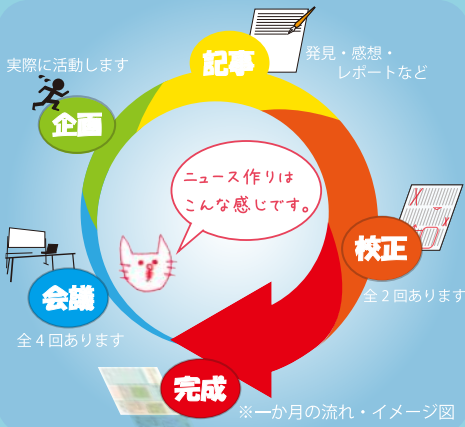 記事
発見・感想・
レポートなど
実際に活動します
企画
ニュース作りは
こんな感じです。
校正
全2回あります
会議
全4回あります
完成
※一か月の流れ・イメージ図